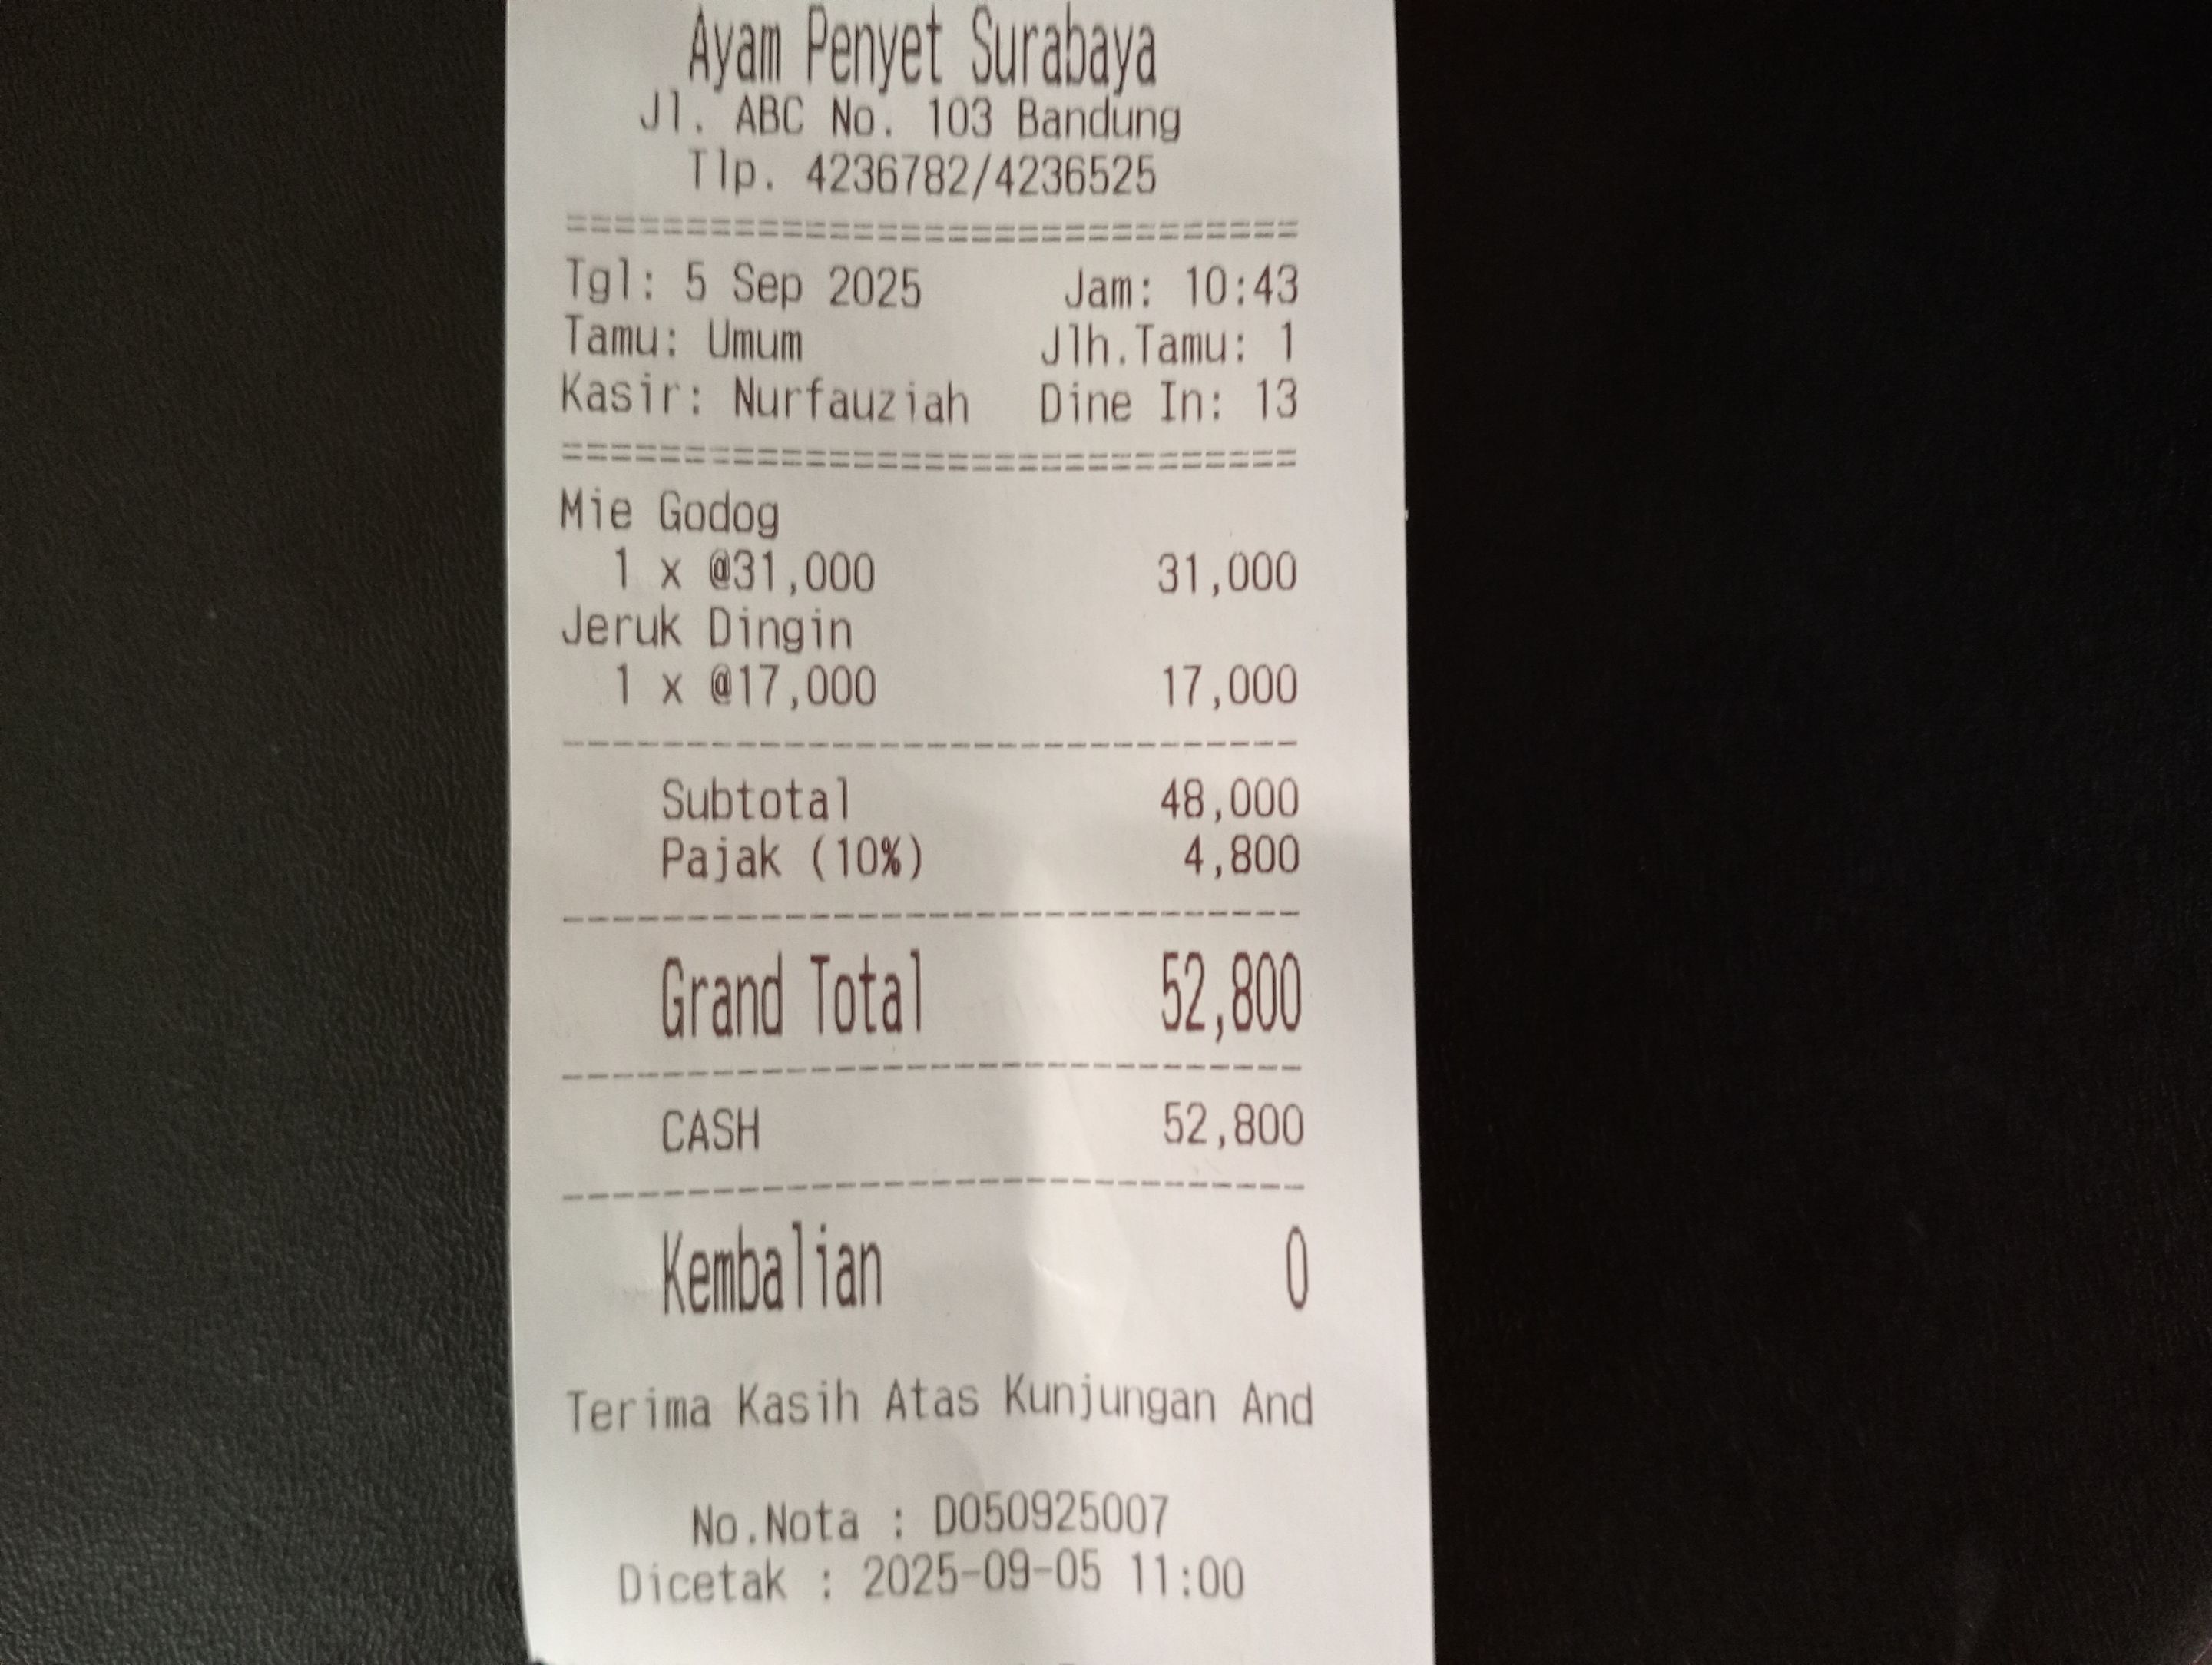 Ayam Penyet Surabaya
Jl. ABC No. 103 Bandung
Tlp. 4236782/4236525
===============================
Tgl: 5 Sep 2025 Jam: 10:43
Tamu: Umum Jlh.Tamu: 1
Kasir: Nurfauziah Dine In: 13
===============================
Mie Godog
1 x @31,000 31,000
Jeruk Dingin
1 x @17,000 17,000
-------------------------------
Subtotal 48,000
Pajak (10%) 4,800
-------------------------------
Grand Total 52,800
-------------------------------
CASH 52,800
-------------------------------
Kembalian 0
Terima Kasih Atas Kunjungan And
No.Nota : D050925007
Dicetak : 2025-09-05 11:00